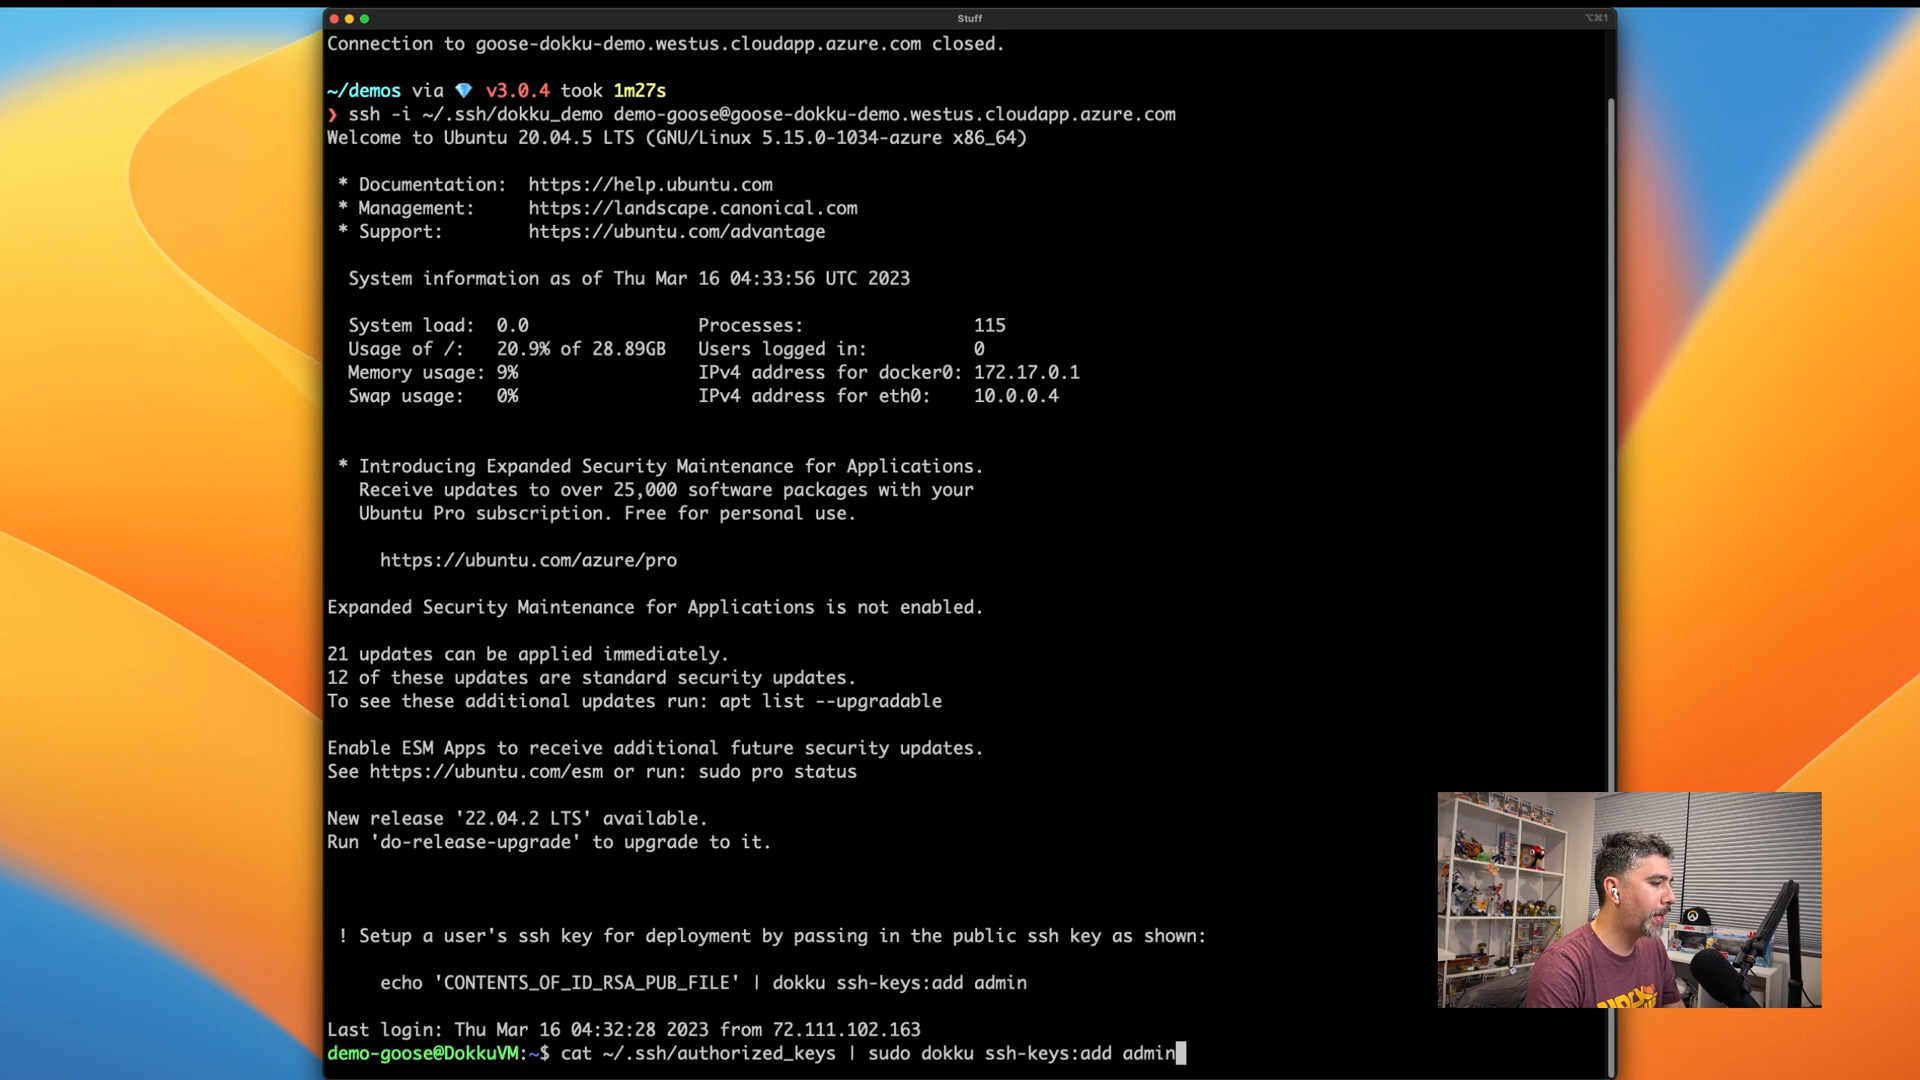 Stuff
⌥⌘1
Connection to goose-dokku-demo.westus.cloudapp.azure.com closed.
~/demos via 💎 v3.0.4 took 1m27s
❯ ssh -i ~/.ssh/dokku_demo demo-goose@goose-dokku-demo.westus.cloudapp.azure.com
Welcome to Ubuntu 20.04.5 LTS (GNU/Linux 5.15.0-1034-azure x86_64)
* Documentation: https://help.ubuntu.com
* Management: https://landscape.canonical.com
* Support: https://ubuntu.com/advantage
System information as of Thu Mar 16 04:33:56 UTC 2023
System load: 0.0 Processes: 115
Usage of /: 20.9% of 28.89GB Users logged in: 0
Memory usage: 9% IPv4 address for docker0: 172.17.0.1
Swap usage: 0% IPv4 address for eth0: 10.0.0.4
* Introducing Expanded Security Maintenance for Applications.
Receive updates to over 25,000 software packages with your
Ubuntu Pro subscription. Free for personal use.
https://ubuntu.com/azure/pro
Expanded Security Maintenance for Applications is not enabled.
21 updates can be applied immediately.
12 of these updates are standard security updates.
To see these additional updates run: apt list --upgradable
Enable ESM Apps to receive additional future security updates.
See https://ubuntu.com/esm or run: sudo pro status
New release '22.04.2 LTS' available.
Run 'do-release-upgrade' to upgrade to it.
! Setup a user's ssh key for deployment by passing in the public ssh key as shown:
echo 'CONTENTS_OF_ID_RSA_PUB_FILE' | dokku ssh-keys:add admin
Last login: Thu Mar 16 04:32:28 2023 from 72.111.102.163
demo-goose@DokkuVM:~$ cat ~/.ssh/authorized_keys | sudo dokku ssh-keys:add admin